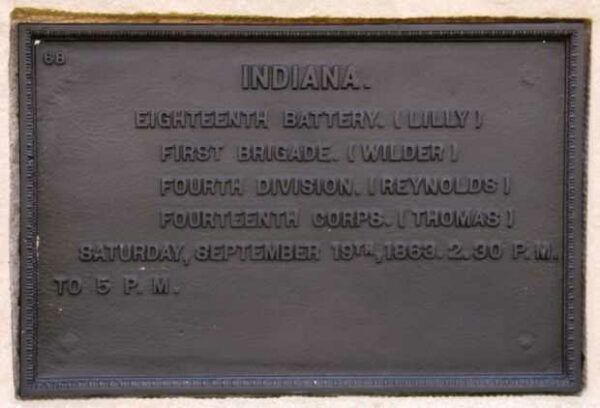 68
INDIANA.
EIGHTEENTH BATTERY. (LILLY)
FIRST BRIGADE. (WILDER)
FOURTH DIVISION. (REYNOLDS)
FOURTEENTH CORPS. (THOMAS)
SATURDAY, SEPTEMBER 19TH, 1863. 2.30 P.M.
TO 5 P.M.